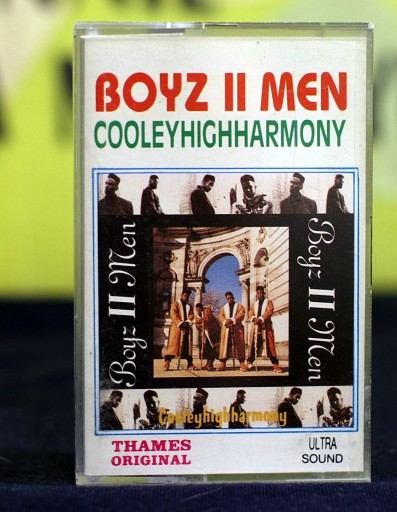 BOYZ II MEN
COOLEYHIGHHARMONY
Boyz II Men
Boyz II Men
Cooleyhighharmony
THAMES
ORIGINAL
ULTRA
SOUND